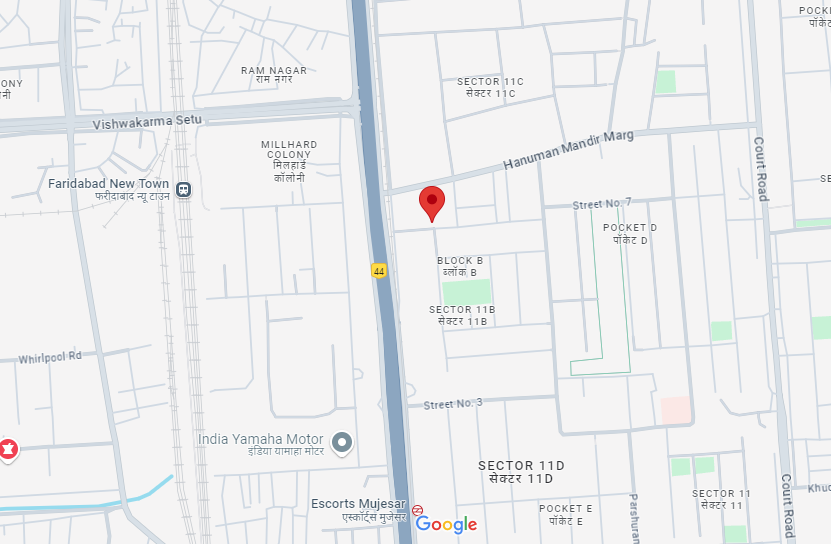 POCK
पॉके
RAM NAGAR
राम नगर
SECTOR 11C
सेक्टर 11C
ONY
नी
Vishwakarma Setu
Hanuman Mandir Marg
Court Road
MILLHARD
COLONY
मिलहार्ड
कॉलोनी
Faridabad New Town
फरीदाबाद न्यू टाउन
SE
से
Street No. 7
POCKET D
पॉकेट D
BLOCK B
ब्लॉक B
44
SECTOR 11B
सेक्टर 11B
Whirlpool Rd
Street No. 3
India Yamaha Motor
इंडिया यामाहा मोटर
SECTOR 11D
सेक्टर 11D
SECTOR 11
सेक्टर 11
Court Road
Khud
Escorts Mujesar
एस्कॉर्ट्स मुजेसर
Google
POCKET E
पॉकेट E
Parshuran